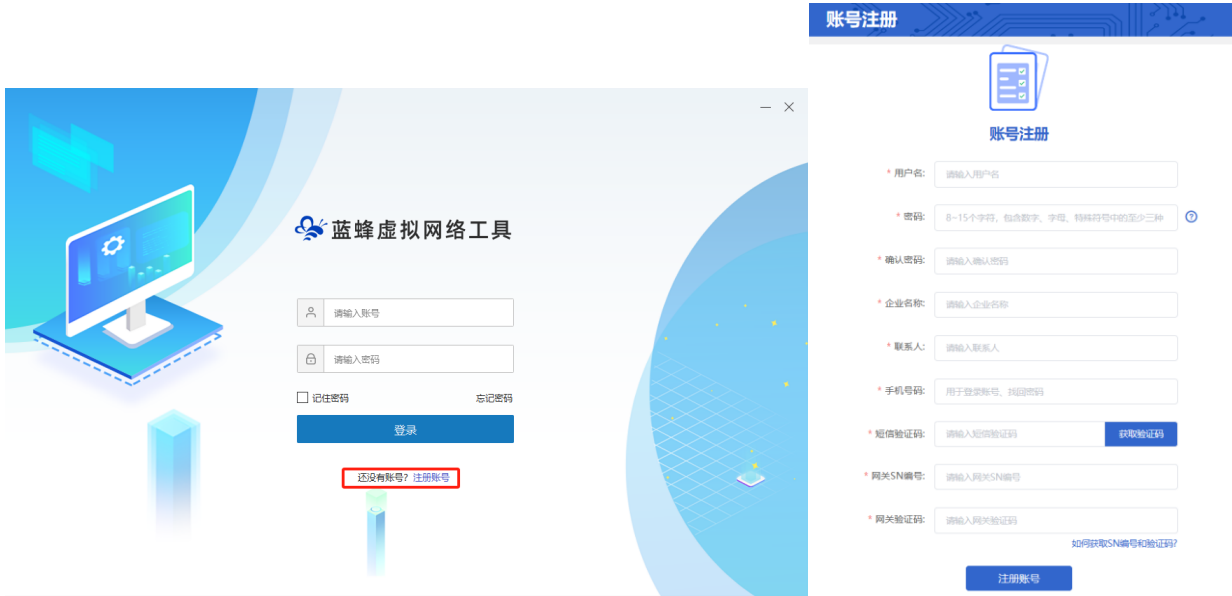 蓝蜂虚拟网络工具
请输入账号
请输入密码
记住密码 忘记密码
登录
还没有账号? 注册账号
账号注册
账号注册
* 用户名: 请输入用户名
* 密码: 8~15个字符，包含数字、字母、特殊符号中的至少三种
* 确认密码: 请输入确认密码
* 企业名称: 请输入企业名称
* 联系人: 请输入联系人
* 手机号码: 用于登录账号、找回密码
* 短信验证码: 请输入短信验证码 获取验证码
* 网关SN编号: 请输入网关SN编号
* 网关验证码: 请输入网关验证码
如何获取SN编号和验证码?
注册账号